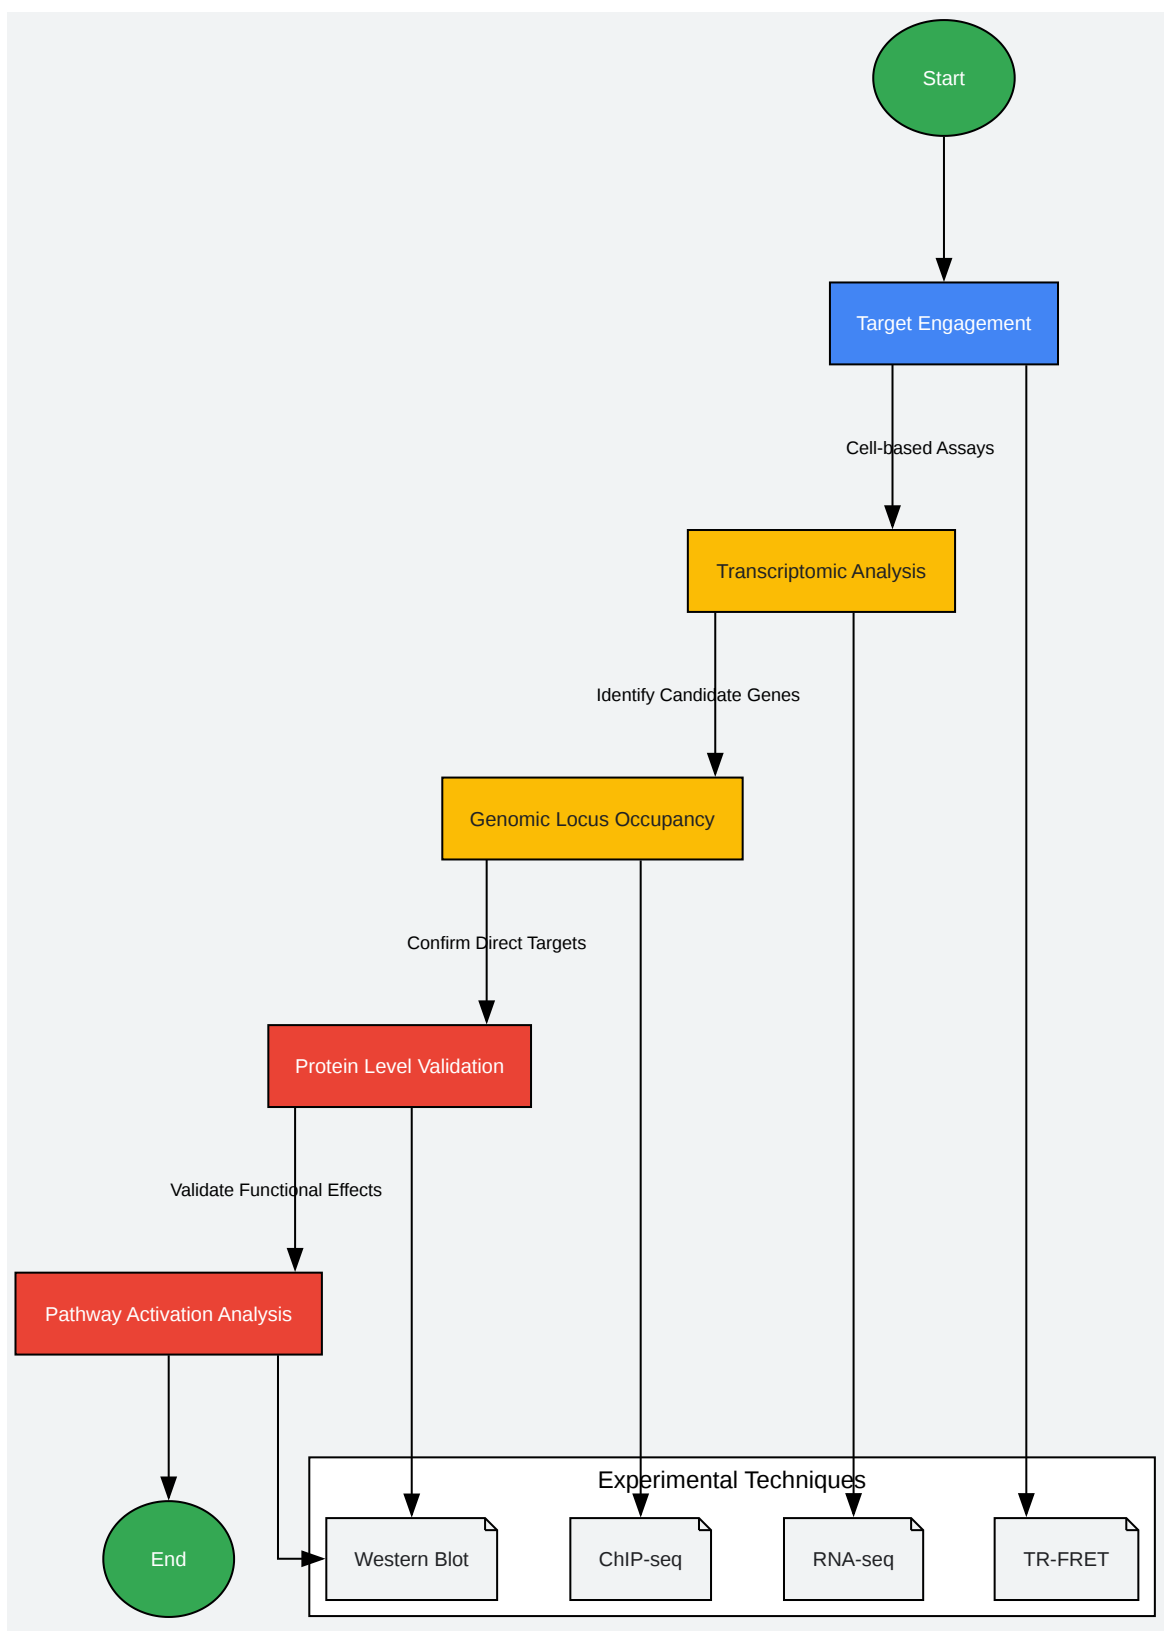 Start
Target Engagement
Cell-based Assays
Transcriptomic Analysis
Identify Candidate Genes
Genomic Locus Occupancy
Confirm Direct Targets
Protein Level Validation
Validate Functional Effects
Pathway Activation Analysis
Experimental Techniques
End
Western Blot
ChIP-seq
RNA-seq
TR-FRET